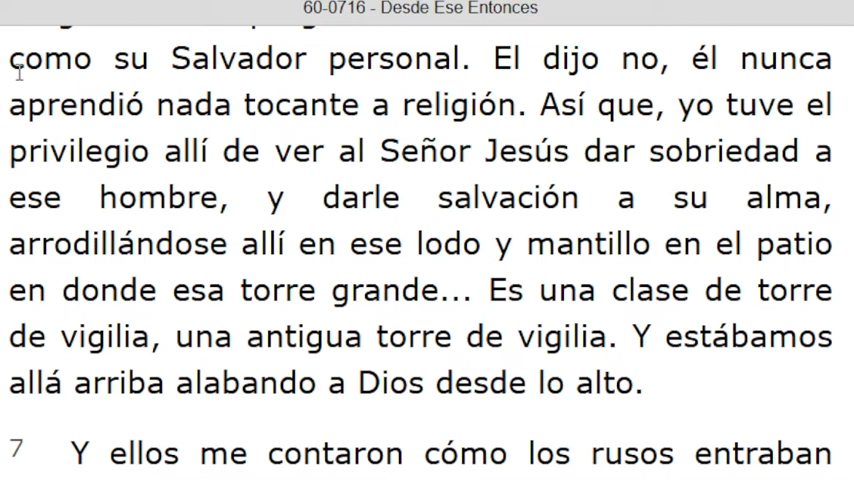 60-0716 - Desde Ese Entonces
como su Salvador personal. El dijo no, él nunca
aprendió nada tocante a religión. Así que, yo tuve el
privilegio allí de ver al Señor Jesús dar sobriedad a
ese hombre, y darle salvación a su alma,
arrodillándose allí en ese lodo y mantillo en el patio
en donde esa torre grande... Es una clase de torre
de vigilia, una antigua torre de vigilia. Y estábamos
allá arriba alabando a Dios desde lo alto.
7 Y ellos me contaron cómo los rusos entraban